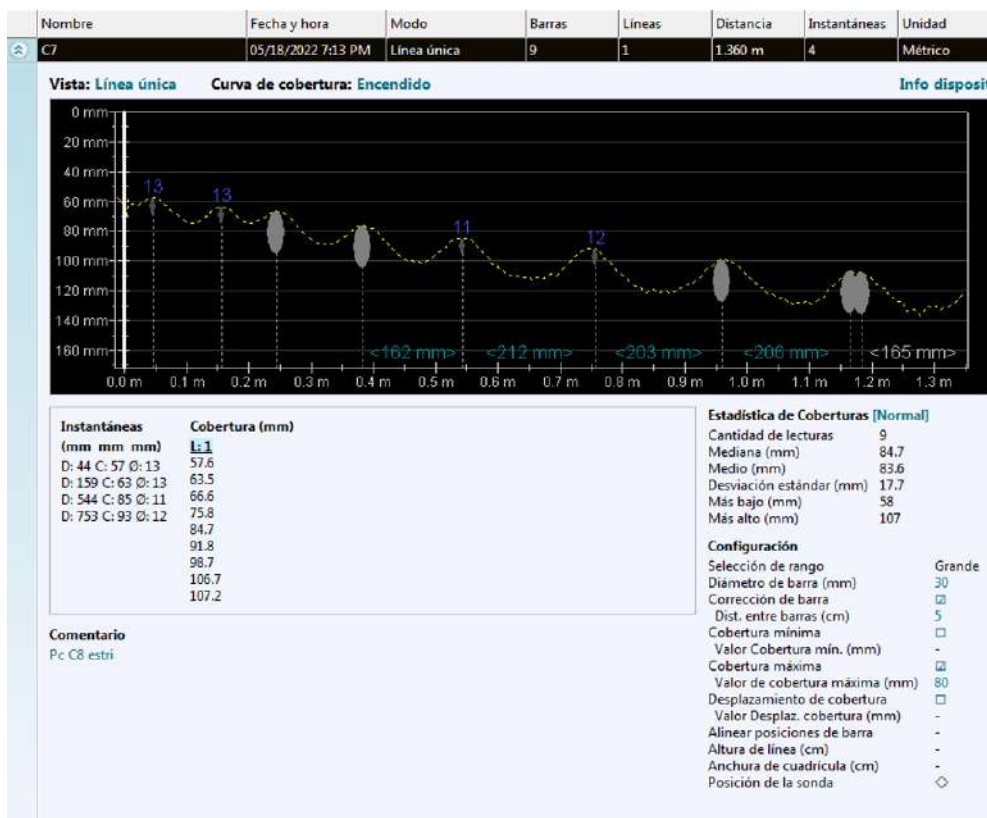 Nombre Fecha y hora Modo Barras Líneas Distancia Instantáneas Unidad
C7 05/18/2022 7:13 PM Línea única 9 1 1.360 m 4 Métrico
Vista: Línea única Curva de cobertura: Encendido Info disposit
0 mm
20 mm
40 mm
60 mm
80 mm
100 mm
120 mm
140 mm
160 mm
13 13 11 12
<162 mm> <212 mm> <203 mm> <206 mm> <165 mm>
0.0 m 0.1 m 0.2 m 0.3 m 0.4 m 0.5 m 0.6 m 0.7 m 0.8 m 0.9 m 1.0 m 1.1 m 1.2 m 1.3 m
Instantáneas
(mm mm mm)
D: 44 C: 57 Ø: 13
D: 159 C: 63 Ø: 13
D: 544 C: 85 Ø: 11
D: 753 C: 93 Ø: 12
Cobertura (mm)
L: 1
57.6
63.5
66.6
75.8
84.7
91.8
98.7
106.7
107.2
Estadística de Coberturas [Normal]
Cantidad de lecturas 9
Mediana (mm) 84.7
Medio (mm) 83.6
Desviación estándar (mm) 17.7
Más bajo (mm) 58
Más alto (mm) 107
Configuración
Selección de rango Grande
Diámetro de barra (mm) 30
Corrección de barra ☑
Dist. entre barras (cm) 5
Cobertura mínima ☐
Valor Cobertura mín. (mm) -
Cobertura máxima ☑
Valor de cobertura máxima (mm) 80
Desplazamiento de cobertura ☐
Valor Desplaz. cobertura (mm) -
Alinear posiciones de barra -
Altura de línea (cm) -
Anchura de cuadrícula (cm) -
Posición de la sonda ◇
Comentario
Pc C8 estri